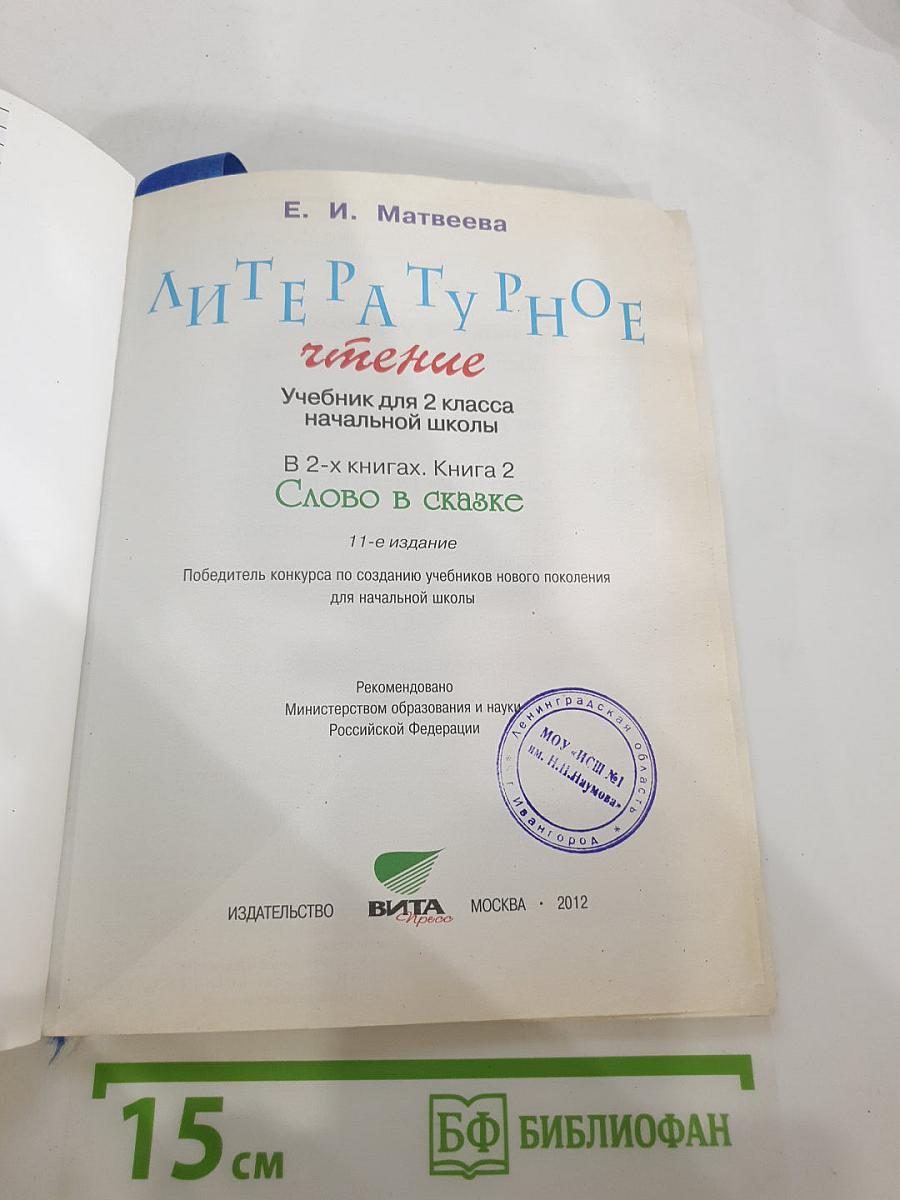 Е. И. Матвеева
ЛИТЕРАТУРНОЕ
чтение
Учебник для 2 класса
начальной школы
В 2-х книгах. Книга 2
Слово в сказке
11-е издание
Победитель конкурса по созданию учебников нового поколения
для начальной школы
Рекомендовано
Министерством образования и науки
Российской Федерации
Ленинградская область
* г. Ивангород *
МОУ «ИСШ №1
им. Н.П.Наумова»
ИЗДАТЕЛЬСТВО ВИТА Пресс МОСКВА · 2012
15 см
БФ БИБЛИОФАН